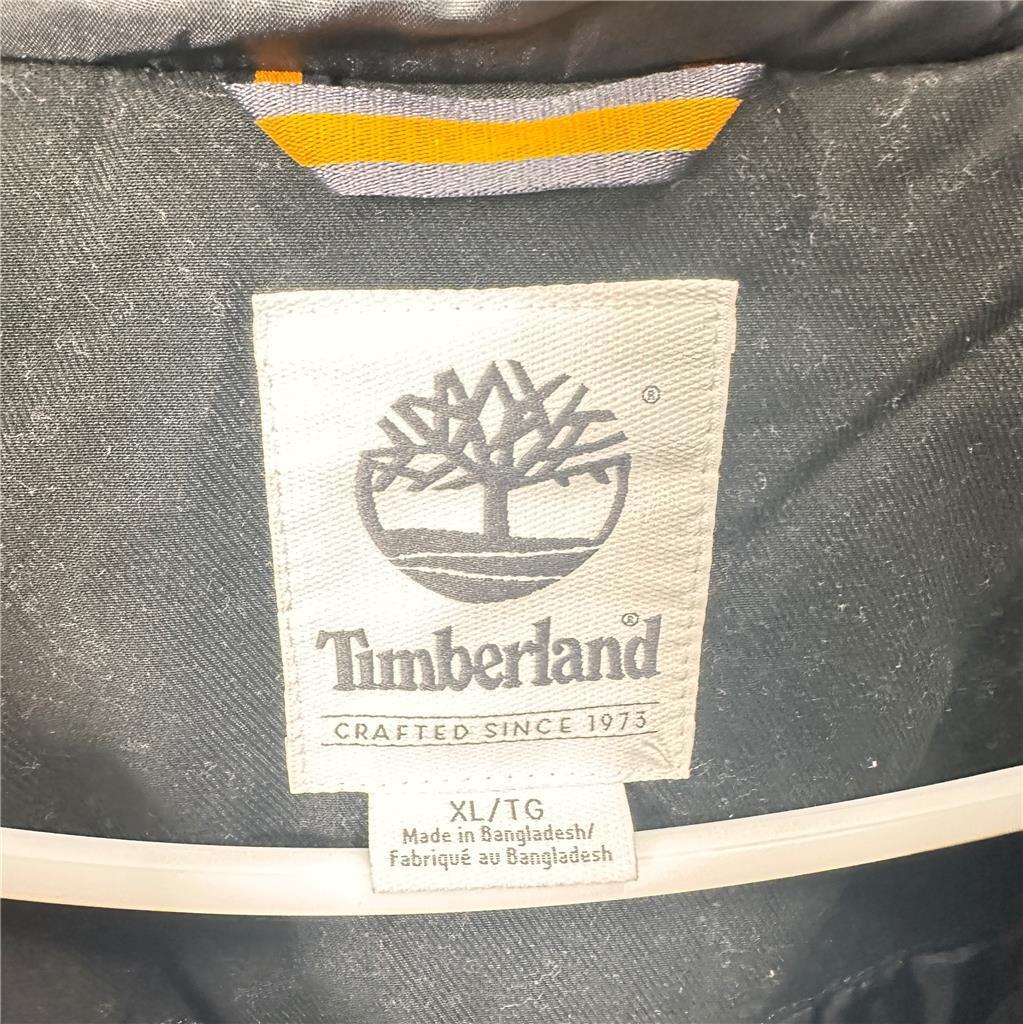 ®
Timberland®
CRAFTED SINCE 1973
XL/TG
Made in Bangladesh/
Fabriqué au Bangladesh